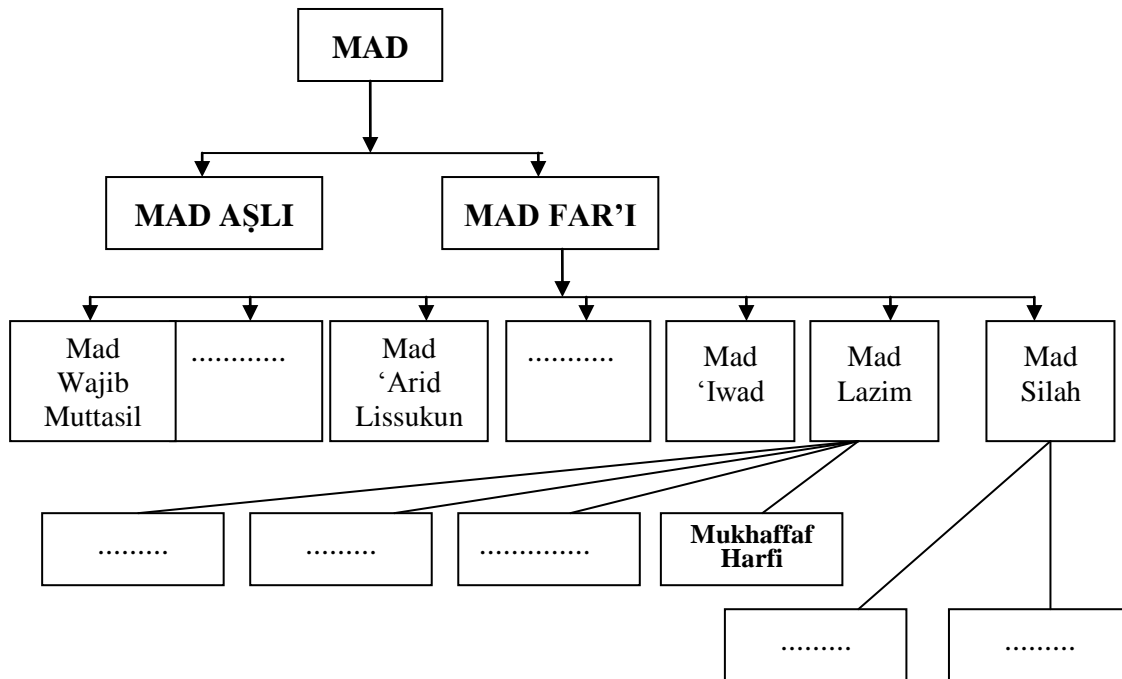 MAD
MAD AṢLI
MAD FAR’I
Mad
Wajib
Muttasil
............
Mad
‘Arid
Lissukun
...........
Mad
‘Iwad
Mad
Lazim
Mad
Silah
.........
.........
..............
Mukhaffaf
Harfi
.........
.........